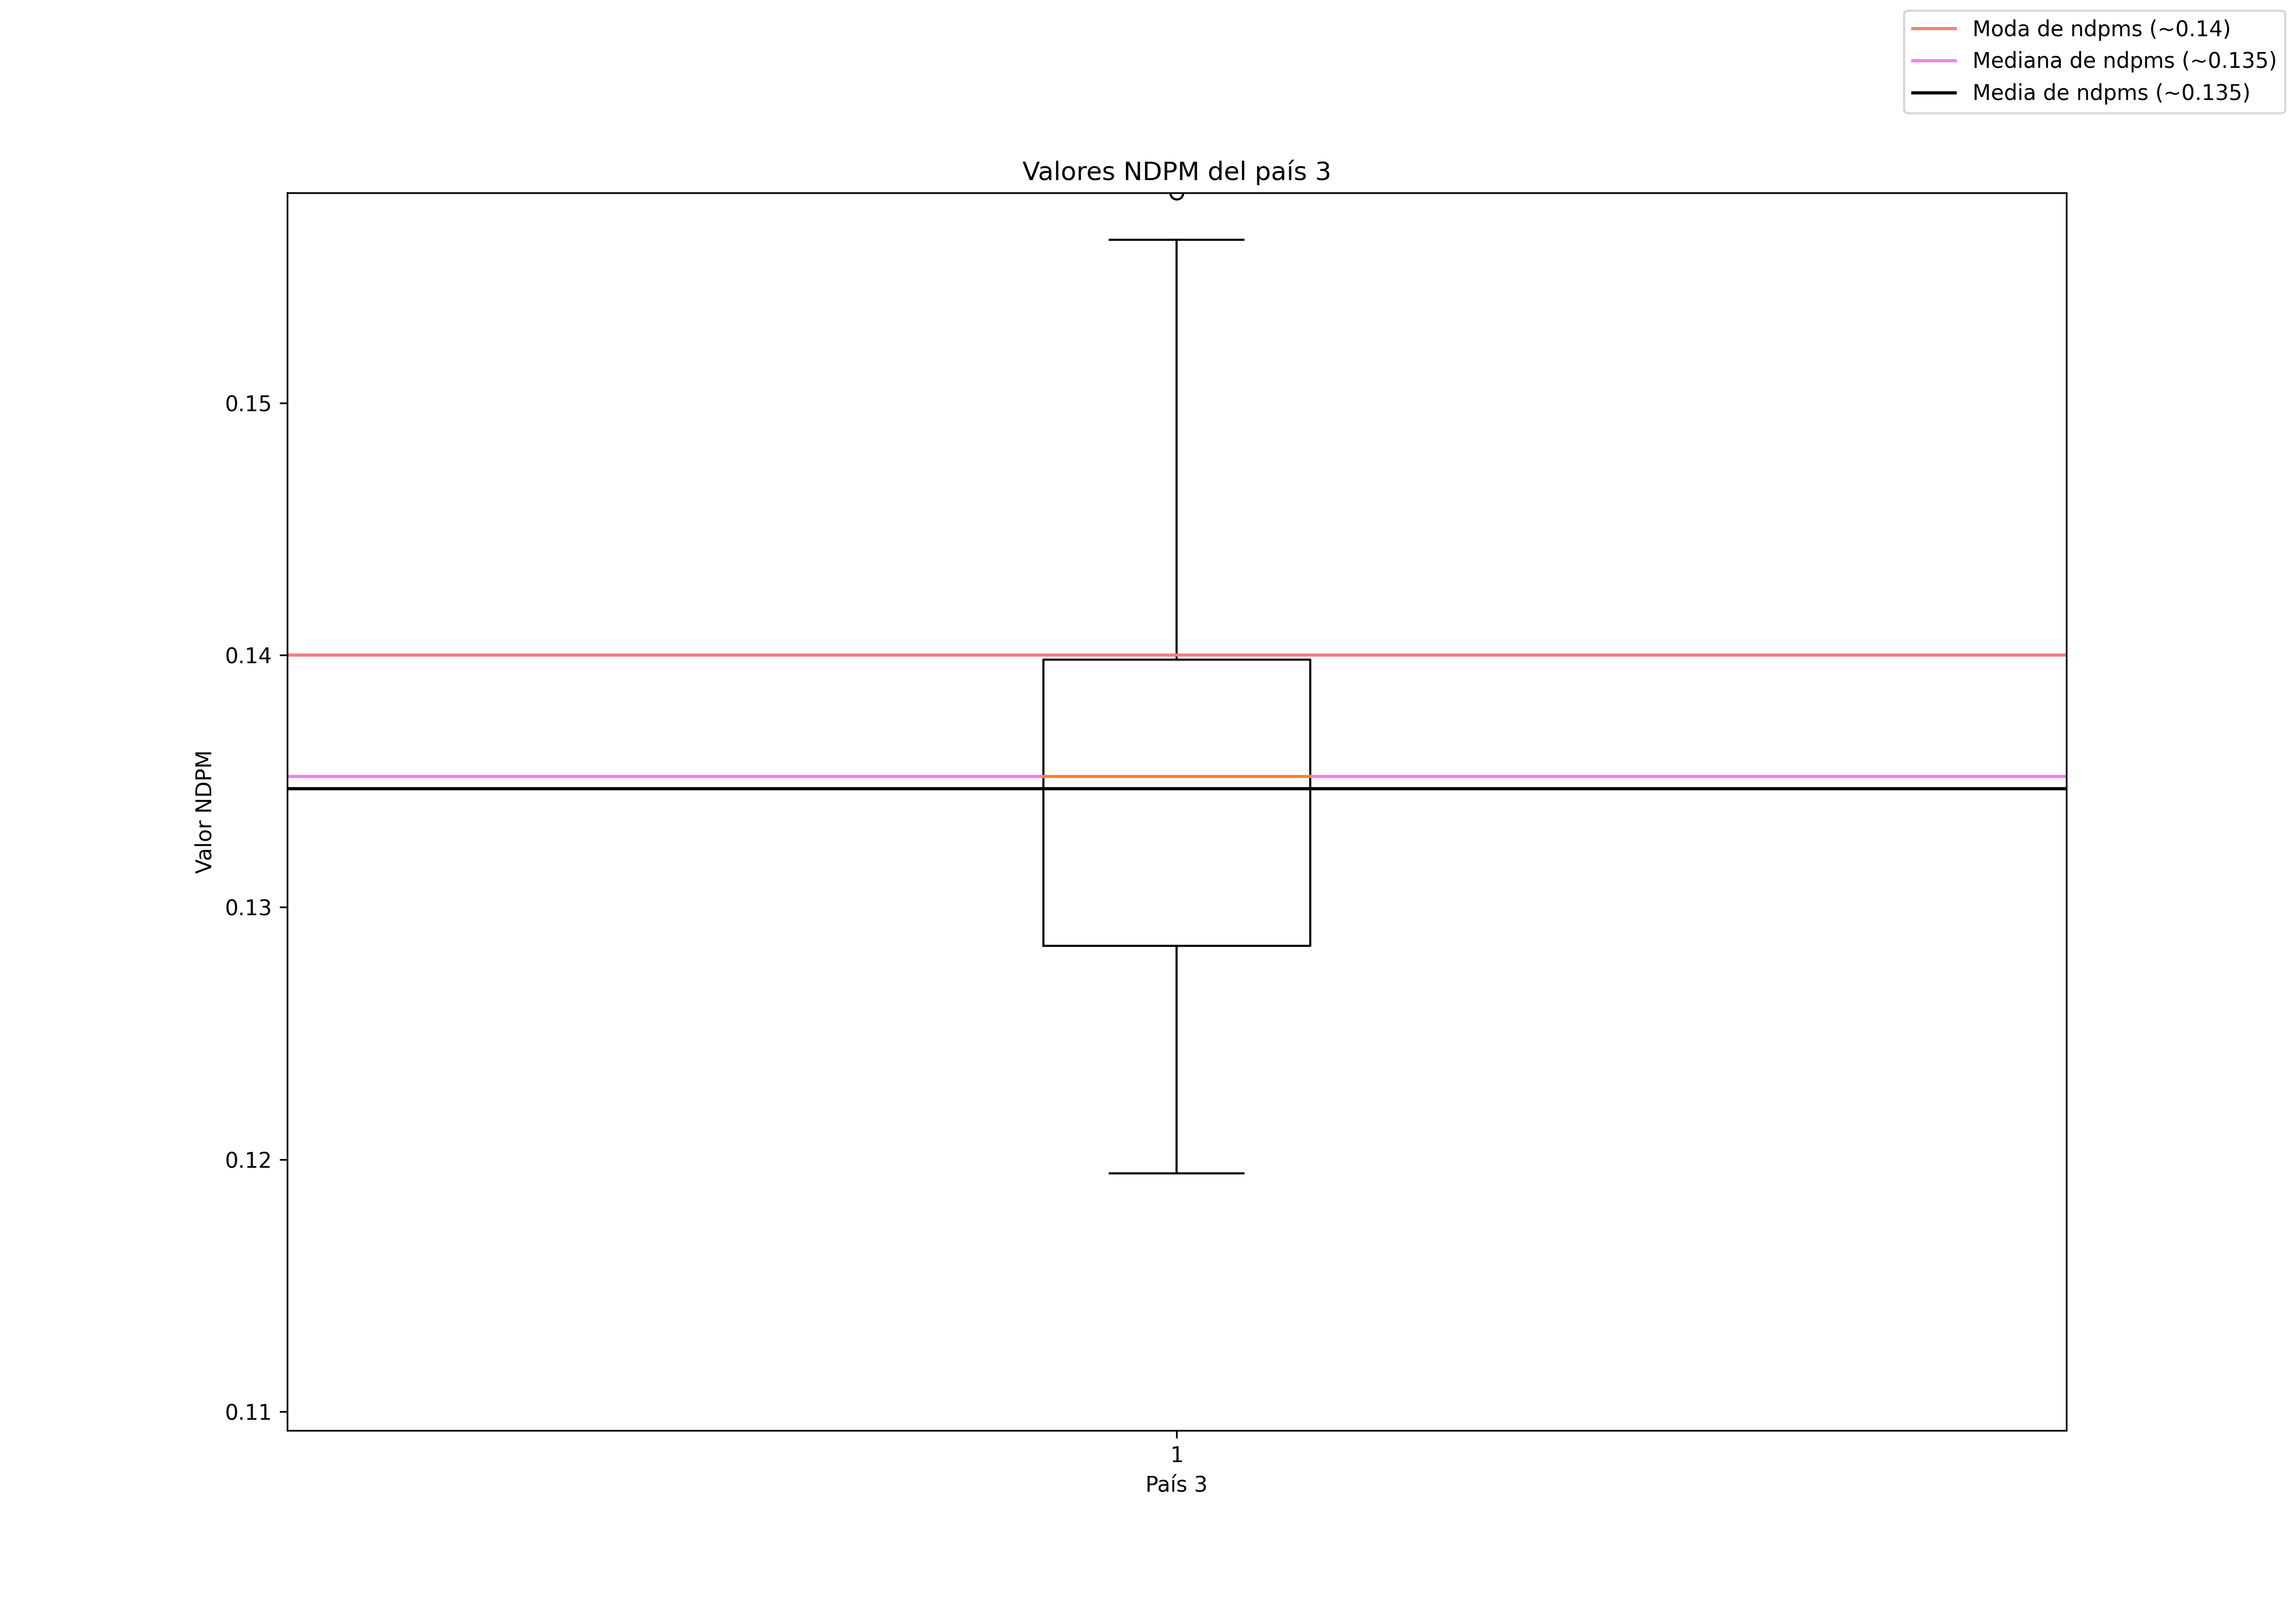 Moda de ndpms (~0.14)
Mediana de ndpms (~0.135)
Media de ndpms (~0.135)
Valores NDPM del país 3
Valor NDPM
0.15
0.14
0.13
0.12
0.11
1
País 3